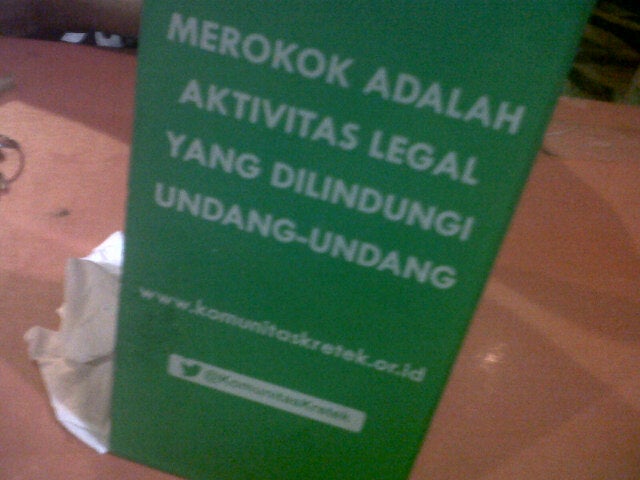 MEROKOK ADALAH
AKTIVITAS LEGAL
YANG DILINDUNGI
UNDANG-UNDANG
www.komunitaskretek.or.id
@KomunitasKretek